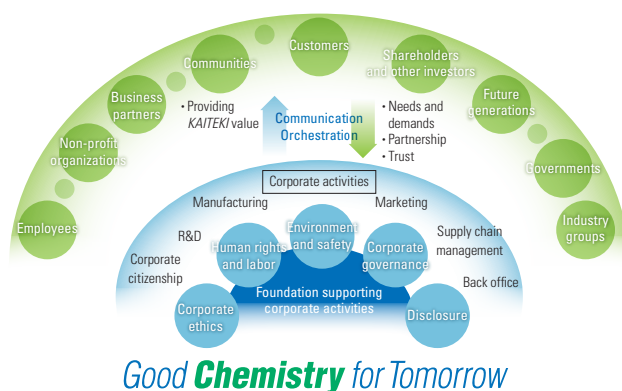 Customers
Communities
Shareholders
and other investors
Business
partners
Future
generations
Non-profit
organizations
Governments
Employees
Industry
groups
• Providing
KAITEKI value
Communication
Orchestration
• Needs and
demands
• Partnership
• Trust
Corporate activities
Manufacturing
Marketing
R&D
Supply chain
management
Corporate
citizenship
Back office
Environment
and safety
Human rights
and labor
Corporate
governance
Corporate
ethics
Disclosure
Foundation supporting
corporate activities
Good Chemistry for Tomorrow